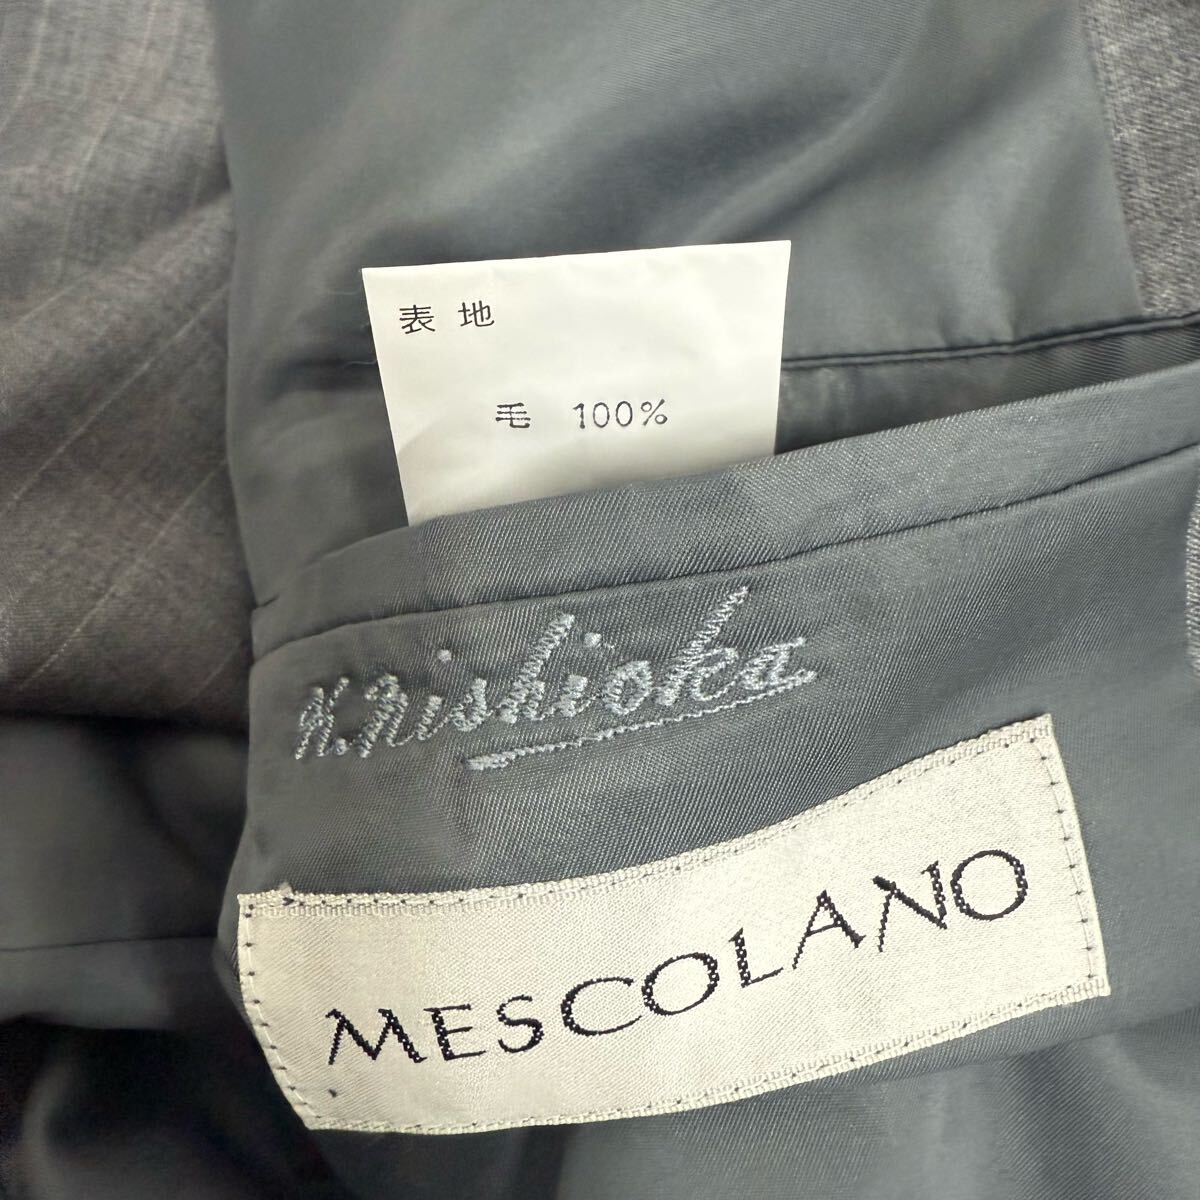 表地
毛 100%
K.Nishioka
MESCOLANO